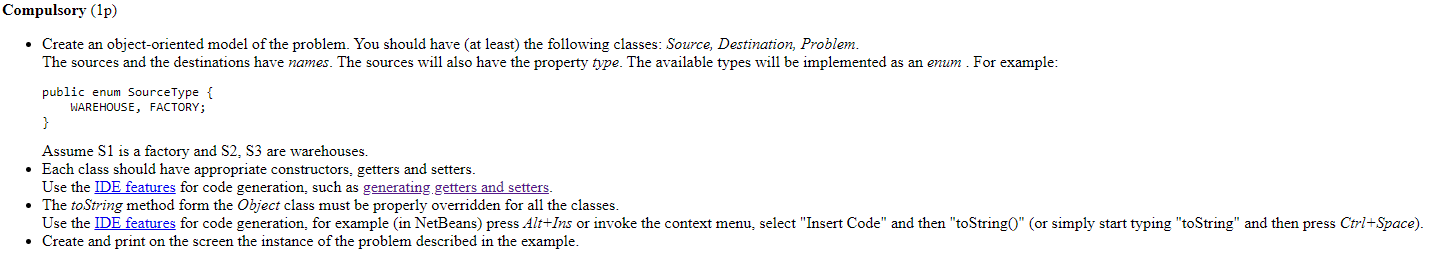 Compulsory (1p)
• Create an object-oriented model of the problem. You should have (at least) the following classes: Source, Destination, Problem.
The sources and the destinations have names. The sources will also have the property type. The available types will be implemented as an enum . For example:
public enum SourceType {
    WAREHOUSE, FACTORY;
}
Assume S1 is a factory and S2, S3 are warehouses.
• Each class should have appropriate constructors, getters and setters.
Use the IDE features for code generation, such as generating getters and setters.
• The toString method form the Object class must be properly overridden for all the classes.
Use the IDE features for code generation, for example (in NetBeans) press Alt+Ins or invoke the context menu, select "Insert Code" and then "toString()" (or simply start typing "toString" and then press Ctrl+Space).
• Create and print on the screen the instance of the problem described in the example.